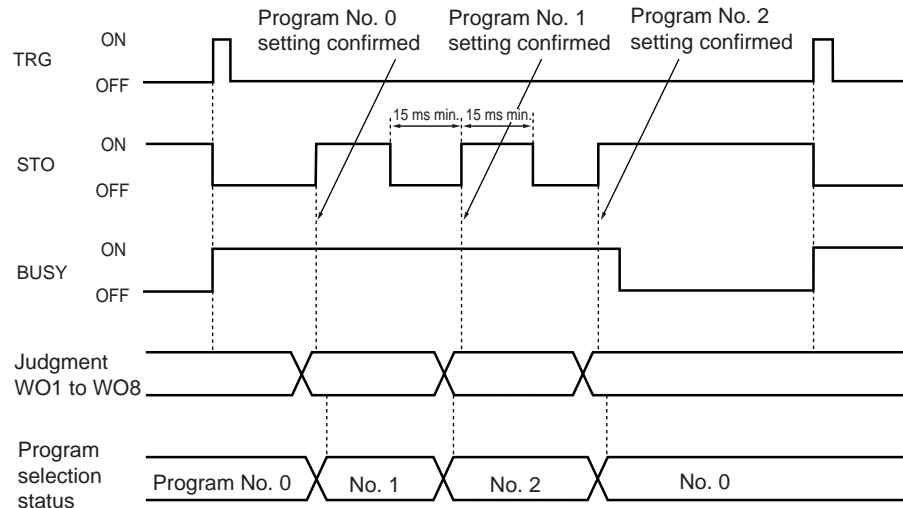 Program No. 0
setting confirmed
Program No. 1
setting confirmed
Program No. 2
setting confirmed
TRG
ON
OFF
15 ms min.
15 ms min.
STO
ON
OFF
BUSY
ON
OFF
Judgment
WO1 to WO8
Program
selection
status
Program No. 0
No. 1
No. 2
No. 0